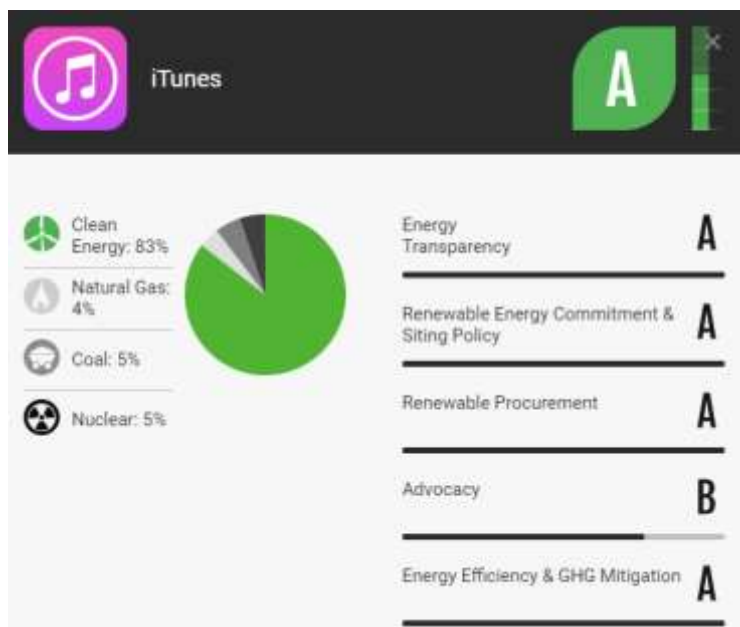 iTunes
A
Clean
Energy: 83%
Natural Gas:
4%
Coal: 5%
Nuclear: 5%
Energy
Transparency
A
Renewable Energy Commitment &
Siting Policy
A
Renewable Procurement
A
Advocacy
B
Energy Efficiency & GHG Mitigation
A